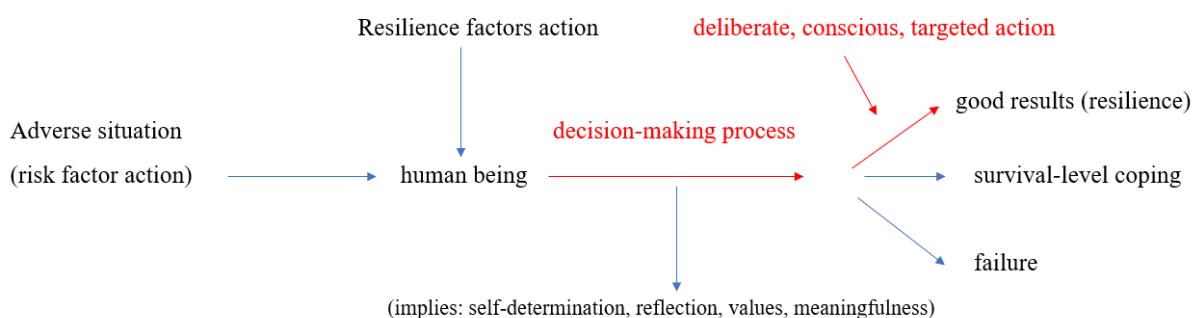 Resilience factors action
deliberate, conscious, targeted action
good results (resilience)
Adverse situation
(risk factor action)
decision-making process
human being
survival-level coping
failure
(implies: self-determination, reflection, values, meaningfulness)